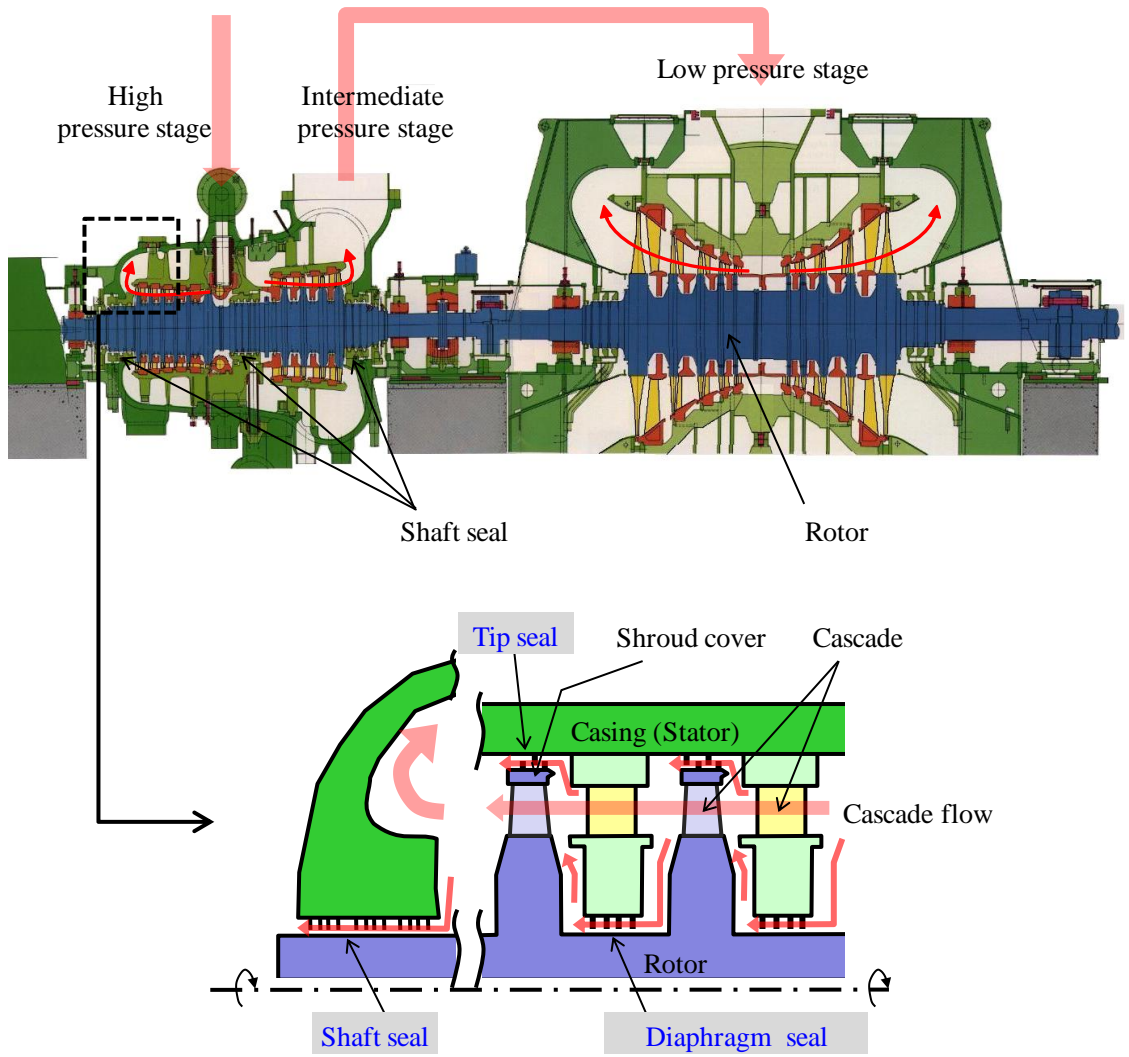 Low pressure stage
High
pressure stage
Intermediate
pressure stage
Shaft seal
Rotor
Tip seal
Shroud cover
Cascade
Casing (Stator)
Cascade flow
Rotor
Shaft seal
Diaphragm seal